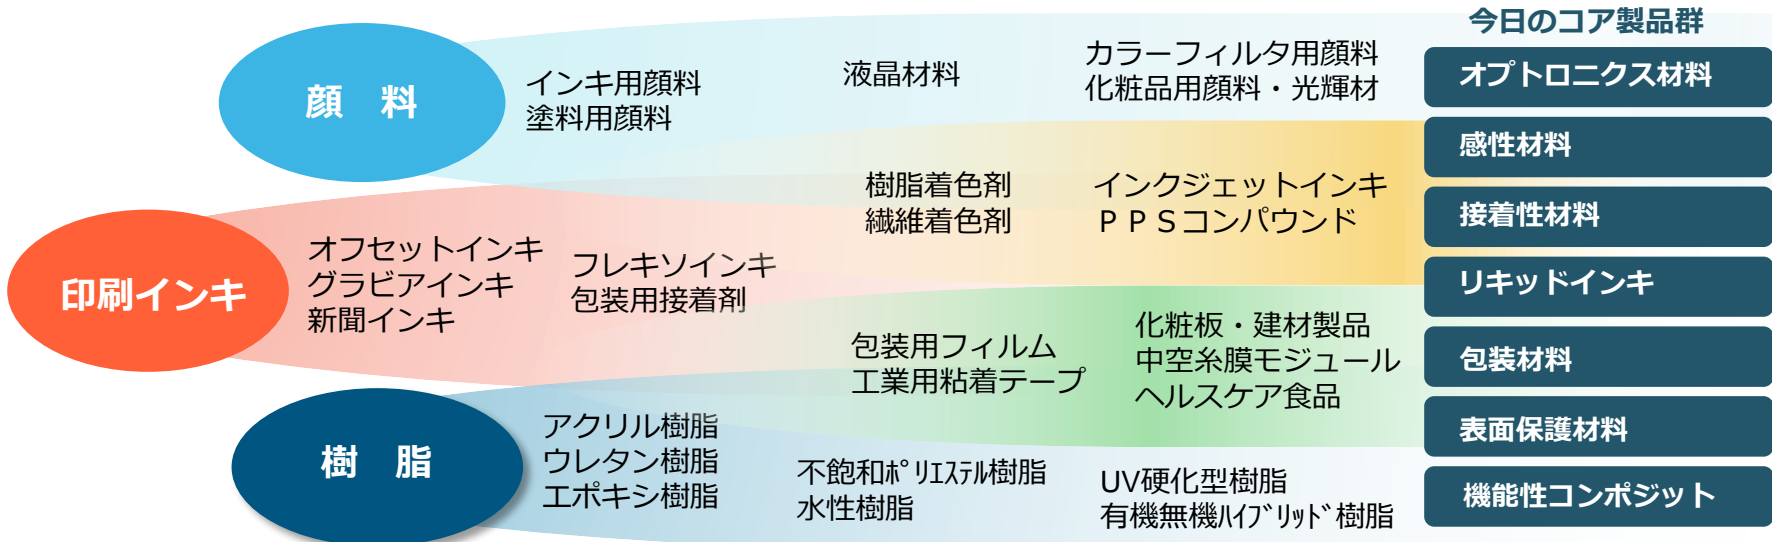 今日のコア製品群
顔 料
インキ用顔料
塗料用顔料
液晶材料
カラーフィルタ用顔料
化粧品用顔料・光輝材
オプトロニクス材料
感性材料
樹脂着色剤
繊維着色剤
インクジェットインキ
ＰＰＳコンパウンド
接着性材料
印刷インキ
オフセットインキ
グラビアインキ
新聞インキ
フレキソインキ
包装用接着剤
リキッドインキ
包装用フィルム
工業用粘着テープ
化粧板・建材製品
中空糸膜モジュール
ヘルスケア食品
包装材料
表面保護材料
樹 脂
アクリル樹脂
ウレタン樹脂
エポキシ樹脂
不飽和ﾎﾟﾘｴｽﾃﾙ樹脂
水性樹脂
UV硬化型樹脂
有機無機ﾊｲﾌﾞﾘｯﾄﾞ樹脂
機能性コンポジット